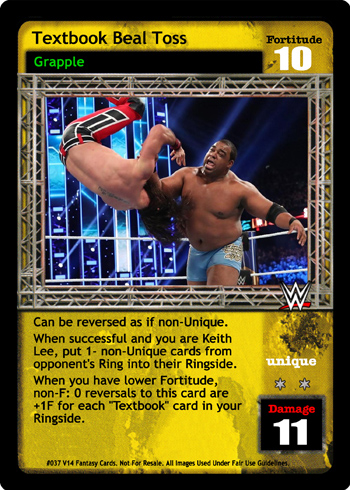 Textbook Beal Toss
Fortitude
10
Grapple
Can be reversed as if non-Unique.
When successful and you are Keith
Lee, put 1- non-Unique cards from
opponent's Ring into their Ringside.
When you have lower Fortitude,
non-F: 0 reversals to this card are
+1F for each "Textbook" card in your
Ringside.
unique
Damage
11
#037 V14 Fantasy Cards. Not For Resale. All Images Used Under Fair Use Guidelines.